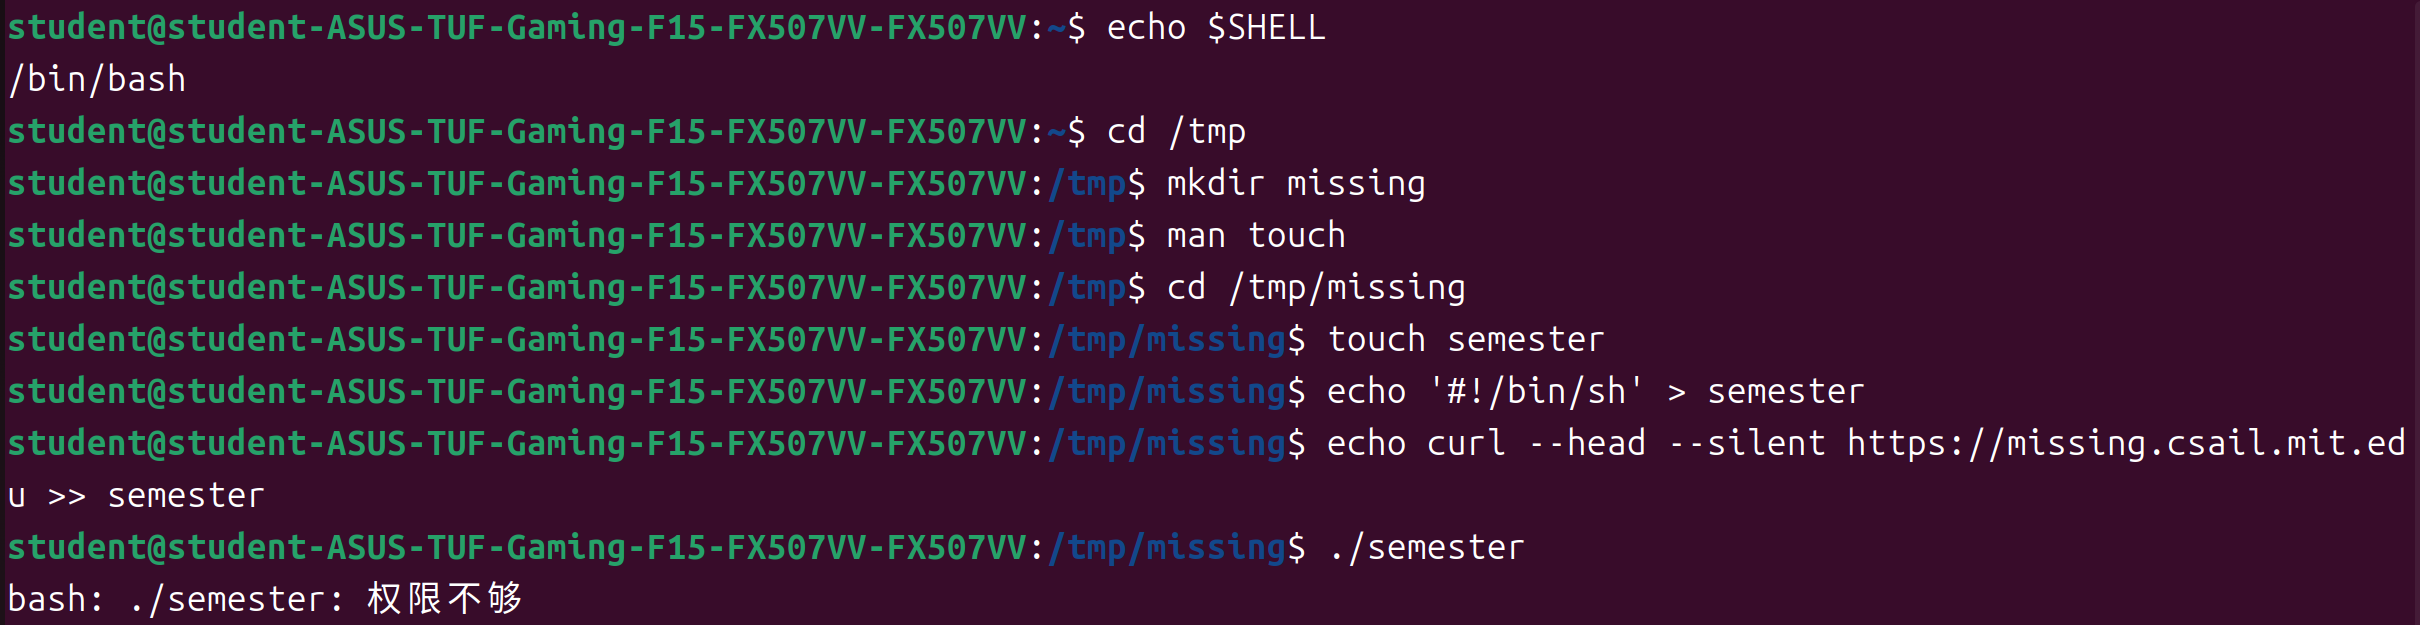 student@student-ASUS-TUF-Gaming-F15-FX507VV-FX507VV:~$ echo $SHELL
/bin/bash
student@student-ASUS-TUF-Gaming-F15-FX507VV-FX507VV:~$ cd /tmp
student@student-ASUS-TUF-Gaming-F15-FX507VV-FX507VV:/tmp$ mkdir missing
student@student-ASUS-TUF-Gaming-F15-FX507VV-FX507VV:/tmp$ man touch
student@student-ASUS-TUF-Gaming-F15-FX507VV-FX507VV:/tmp$ cd /tmp/missing
student@student-ASUS-TUF-Gaming-F15-FX507VV-FX507VV:/tmp/missing$ touch semester
student@student-ASUS-TUF-Gaming-F15-FX507VV-FX507VV:/tmp/missing$ echo '#!/bin/sh' > semester
student@student-ASUS-TUF-Gaming-F15-FX507VV-FX507VV:/tmp/missing$ echo curl --head --silent https://missing.csail.mit.ed
u >> semester
student@student-ASUS-TUF-Gaming-F15-FX507VV-FX507VV:/tmp/missing$ ./semester
bash: ./semester: 权限不够